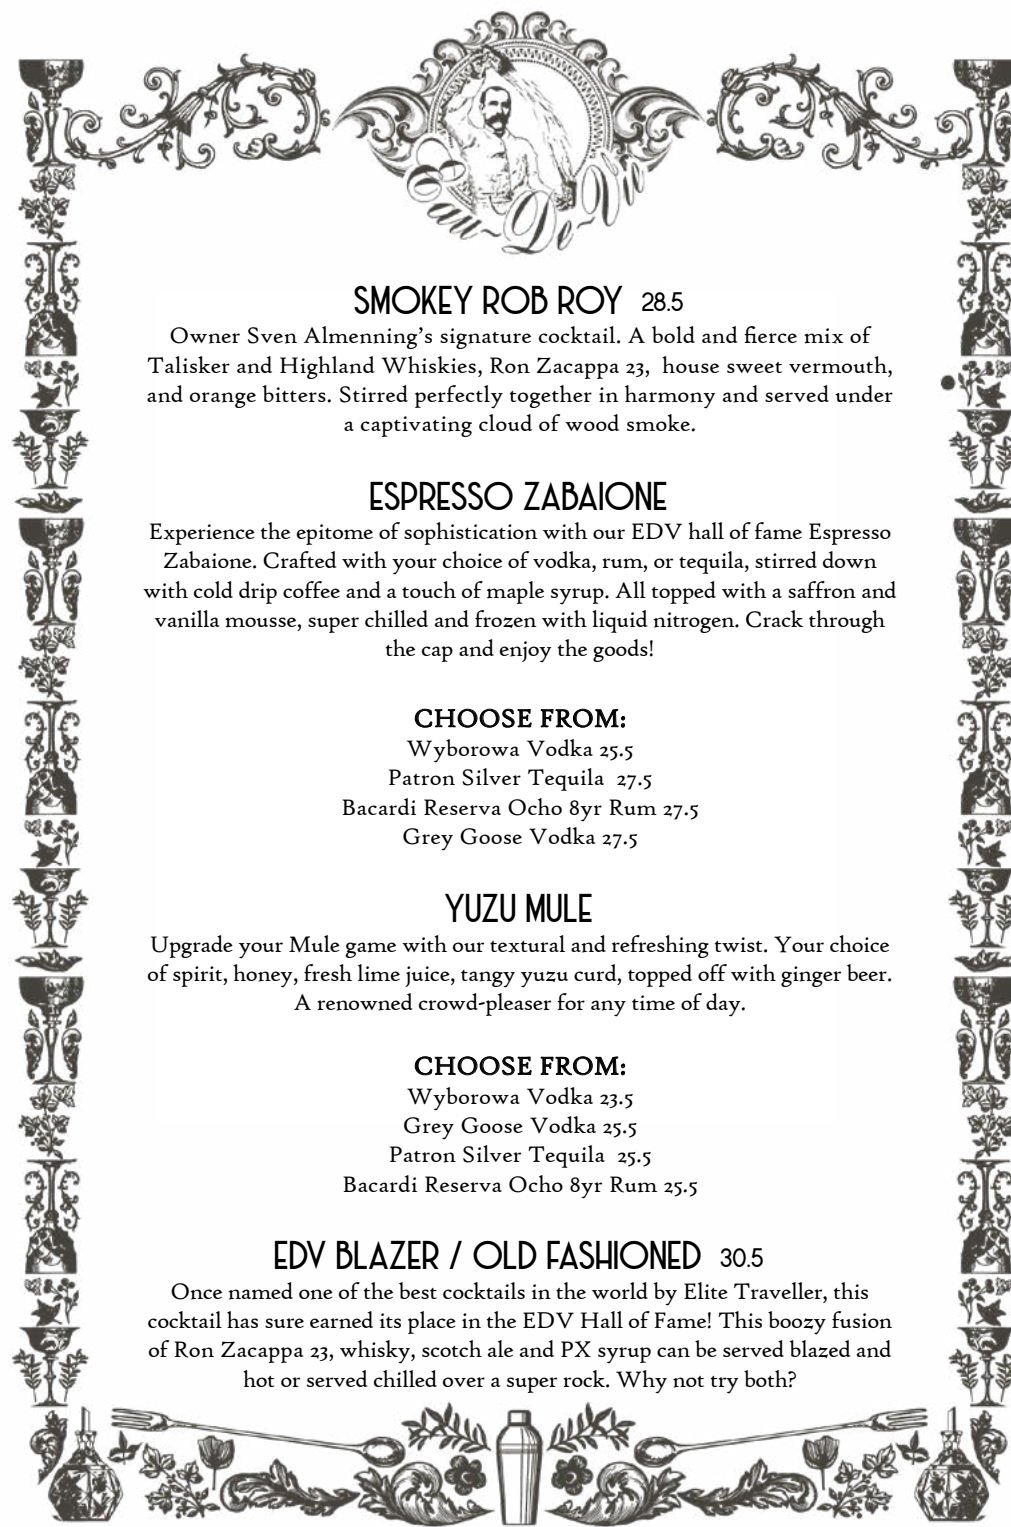 Eau-De-Vie
SMOKEY ROB ROY 28.5
Owner Sven Almenning's signature cocktail. A bold and fierce mix of
Talisker and Highland Whiskies, Ron Zacappa 23, house sweet vermouth,
and orange bitters. Stirred perfectly together in harmony and served under
a captivating cloud of wood smoke.
ESPRESSO ZABAIONE
Experience the epitome of sophistication with our EDV hall of fame Espresso
Zabaione. Crafted with your choice of vodka, rum, or tequila, stirred down
with cold drip coffee and a touch of maple syrup. All topped with a saffron and
vanilla mousse, super chilled and frozen with liquid nitrogen. Crack through
the cap and enjoy the goods!
CHOOSE FROM:
Wyborowa Vodka 25.5
Patron Silver Tequila 27.5
Bacardi Reserva Ocho 8yr Rum 27.5
Grey Goose Vodka 27.5
YUZU MULE
Upgrade your Mule game with our textural and refreshing twist. Your choice
of spirit, honey, fresh lime juice, tangy yuzu curd, topped off with ginger beer.
A renowned crowd-pleaser for any time of day.
CHOOSE FROM:
Wyborowa Vodka 23.5
Grey Goose Vodka 25.5
Patron Silver Tequila 25.5
Bacardi Reserva Ocho 8yr Rum 25.5
EDV BLAZER / OLD FASHIONED 30.5
Once named one of the best cocktails in the world by Elite Traveller, this
cocktail has sure earned its place in the EDV Hall of Fame! This boozy fusion
of Ron Zacappa 23, whisky, scotch ale and PX syrup can be served blazed and
hot or served chilled over a super rock. Why not try both?